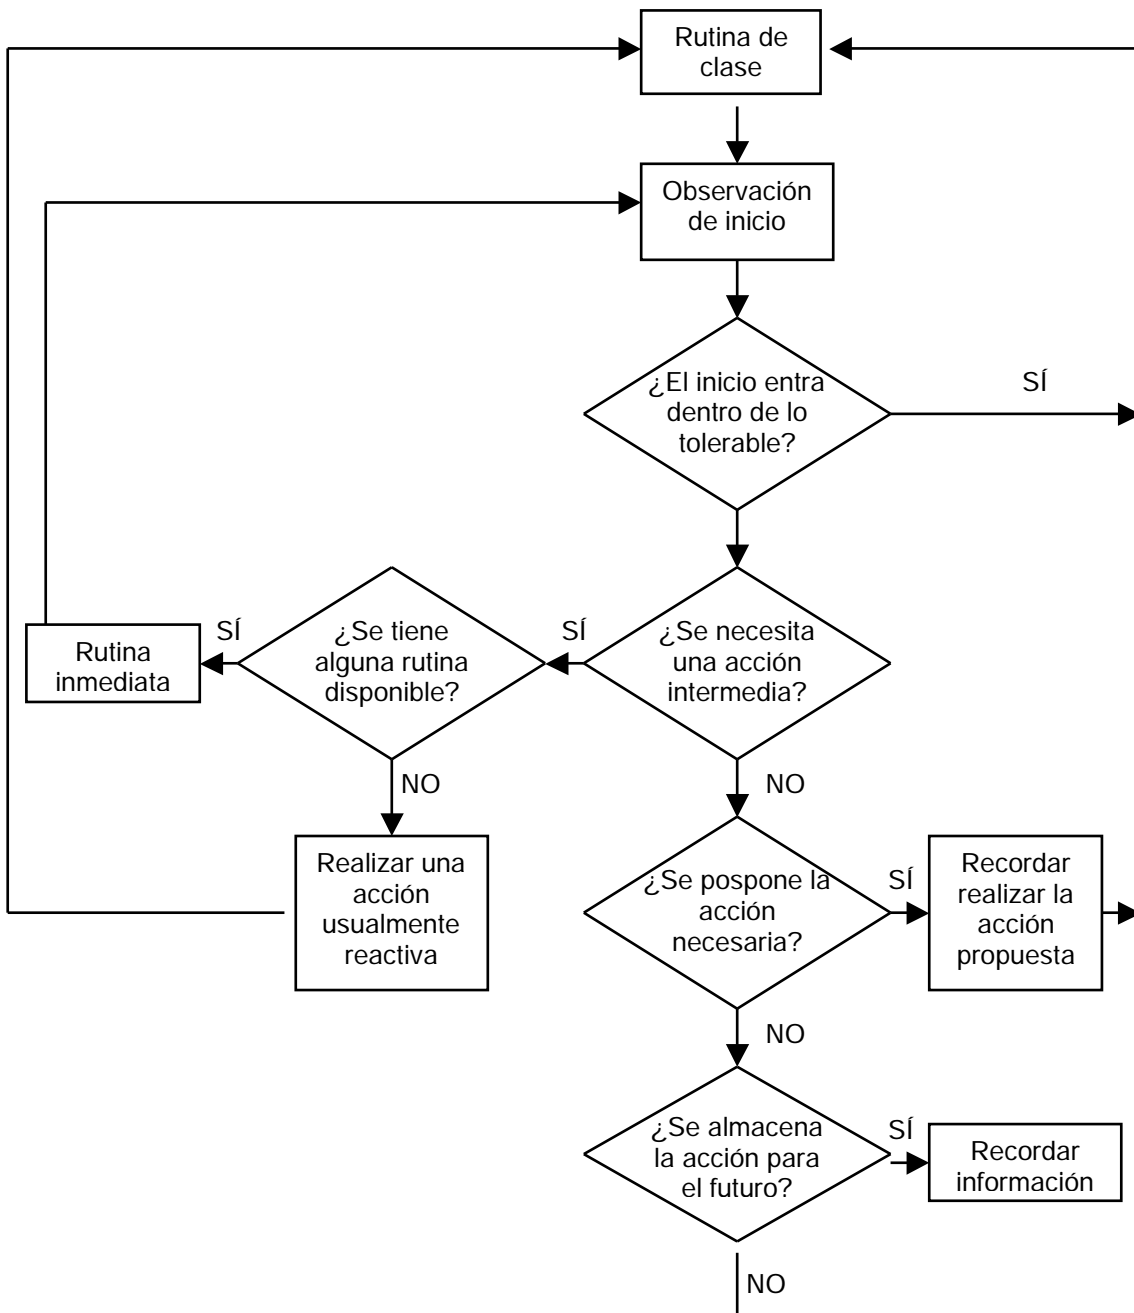 Rutina de
clase
Observación
de inicio
¿El inicio entra
dentro de lo
tolerable?
SÍ
¿Se necesita
una acción
intermedia?
SÍ
¿Se tiene
alguna rutina
disponible?
SÍ
Rutina
inmediata
NO
Realizar una
acción
usualmente
reactiva
NO
¿Se pospone la
acción
necesaria?
SÍ
Recordar
realizar la
acción
propuesta
NO
¿Se almacena
la acción para
el futuro?
SÍ
Recordar
información
NO